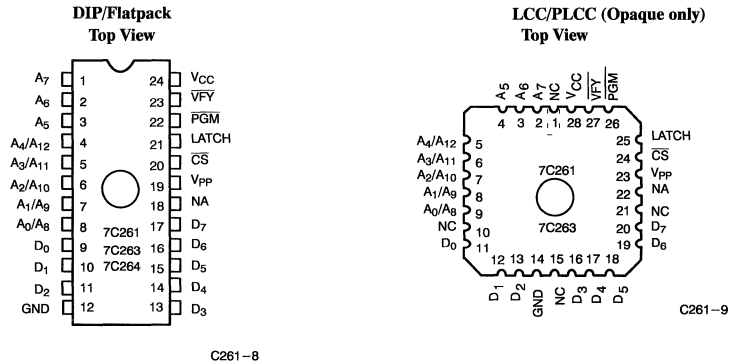 DIP/Flatpack
Top View
A7 1 24 VCC
A6 2 23 VFY
A5 3 22 PGM
A4/A12 4 21 LATCH
A3/A11 5 20 CS
A2/A10 6 19 VPP
A1/A9 7 18 NA
A0/A8 8 17 D7
D0 9 16 D6
D1 10 15 D5
D2 11 14 D4
GND 12 13 D3
7C261
7C263
7C264
C261-8
LCC/PLCC (Opaque only)
Top View
A5 A6 A7 NC VCC VFY PGM
4 3 2 1 28 27 26
A4/A12 5 25 LATCH
A3/A11 6 24 CS
A2/A10 7 23 VPP
A1/A9 8 22 NA
A0/A8 9 21 NC
NC 10 20 D7
D0 11 19 D6
7C261
7C263
12 13 14 15 16 17 18
D1 D2 GND NC D3 D4 D5
C261-9